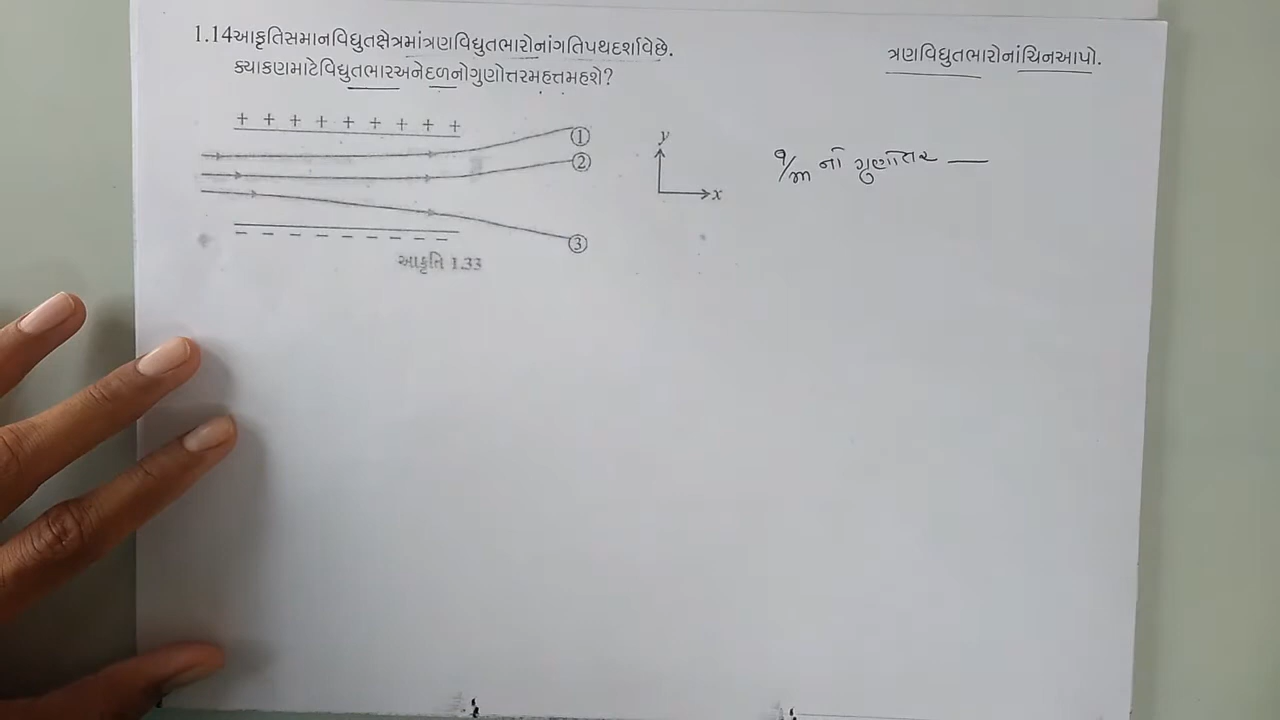 1.14આકૃતિસમાનવિદ્યુતક્ષેત્રમાંત્રણવિદ્યુતભારોનાંગતિપથદર્શાવેછે.
ત્રણવિદ્યુતભારોનાંચિનઆપો.
ક્યાકણમાટેવિદ્યુતભારઅનેદળનોગુણોત્તરમહત્તમહશે?
+ + + + + + + + +
1
2
3
− − − − − − − −
આકૃતિ 1.33
y
x
q/m નો ગુણોત્તર —